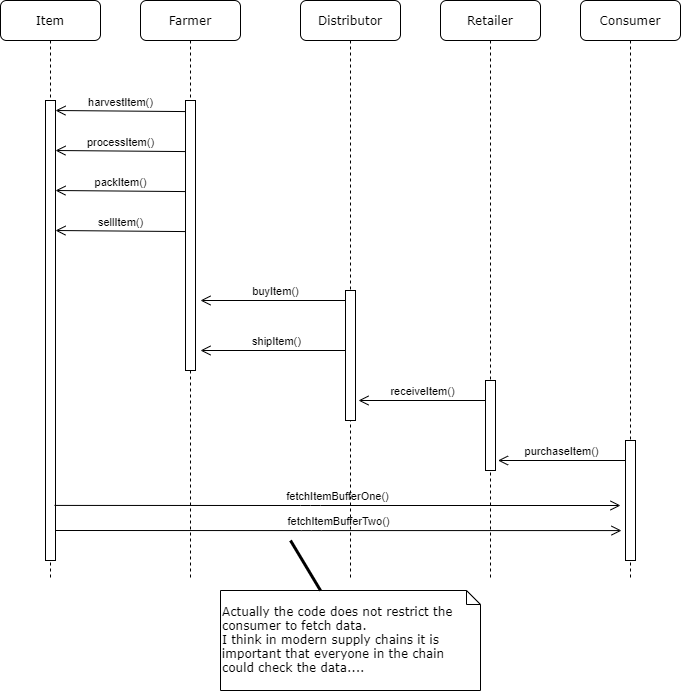 Item
Farmer
Distributor
Retailer
Consumer
harvestItem()
processItem()
packItem()
sellItem()
buyItem()
shipItem()
receiveItem()
purchaseItem()
fetchItemBufferOne()
fetchItemBufferTwo()
Actually the code does not restrict the
consumer to fetch data.
I think in modern supply chains it is
important that everyone in the chain
could check the data....